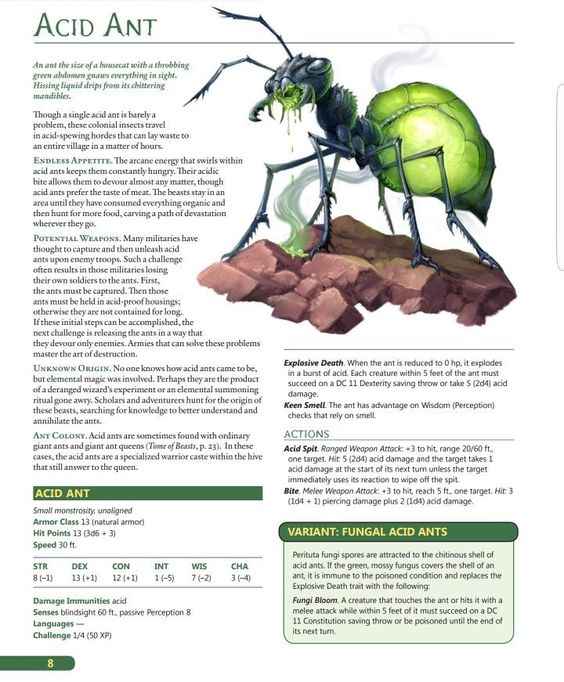 Acid Ant
An ant the size of a housecat with a throbbing
green abdomen gnaws everything in sight.
Hissing liquid drips from its chittering
mandibles.
Though a single acid ant is barely a
problem, these colonial insects travel
in acid-spewing hordes that can lay waste to
an entire village in a matter of hours.
Endless Appetite. The arcane energy that swirls within
acid ants keeps them constantly hungry. Their acidic
bite allows them to devour almost any matter, though
acid ants prefer the taste of meat. The beasts stay in an
area until they have consumed everything organic and
then hunt for more food, carving a path of devastation
wherever they go.
Potential Weapons. Many militaries have
thought to capture and then unleash acid
ants upon enemy troops. Such a challenge
often results in those militaries losing
their own soldiers to the ants. First,
the ants must be captured. Then those
ants must be held in acid-proof housings;
otherwise they are not contained for long.
If these initial steps can be accomplished, the
next challenge is releasing the ants in a way that
they devour only enemies. Armies that can solve these problems
master the art of destruction.
Unknown Origin. No one knows how acid ants came to be,
but elemental magic was involved. Perhaps they are the product
of a deranged wizard's experiment or an elemental summoning
ritual gone awry. Scholars and adventurers hunt for the origin of
these beasts, searching for knowledge to better understand and
annihilate the ants.
Ant Colony. Acid ants are sometimes found with ordinary
giant ants and giant ant queens (Tome of Beasts, p. 23). In these
cases, the acid ants are a specialized warrior caste within the hive
that still answer to the queen.
ACID ANT
Small monstrosity, unaligned
Armor Class 13 (natural armor)
Hit Points 13 (3d6 + 3)
Speed 30 ft.
STR DEX CON INT WIS CHA
8 (–1) 13 (+1) 12 (+1) 1 (–5) 7 (–2) 3 (–4)
Damage Immunities acid
Senses blindsight 60 ft., passive Perception 8
Languages —
Challenge 1/4 (50 XP)
8
Explosive Death. When the ant is reduced to 0 hp, it explodes
in a burst of acid. Each creature within 5 feet of the ant must
succeed on a DC 11 Dexterity saving throw or take 5 (2d4) acid
damage.
Keen Smell. The ant has advantage on Wisdom (Perception)
checks that rely on smell.
ACTIONS
Acid Spit. Ranged Weapon Attack: +3 to hit, range 20/60 ft.,
one target. Hit: 5 (2d4) acid damage and the target takes 1
acid damage at the start of its next turn unless the target
immediately uses its reaction to wipe off the spit.
Bite. Melee Weapon Attack: +3 to hit, reach 5 ft., one target. Hit: 3
(1d4 + 1) piercing damage plus 2 (1d4) acid damage.
VARIANT: FUNGAL ACID ANTS
Perituta fungi spores are attracted to the chitinous shell of
acid ants. If the green, mossy fungus covers the shell of an
ant, it is immune to the poisoned condition and replaces the
Explosive Death trait with the following:
Fungi Bloom. A creature that touches the ant or hits it with a
melee attack while within 5 feet of it must succeed on a DC
11 Constitution saving throw or be poisoned until the end of
its next turn.